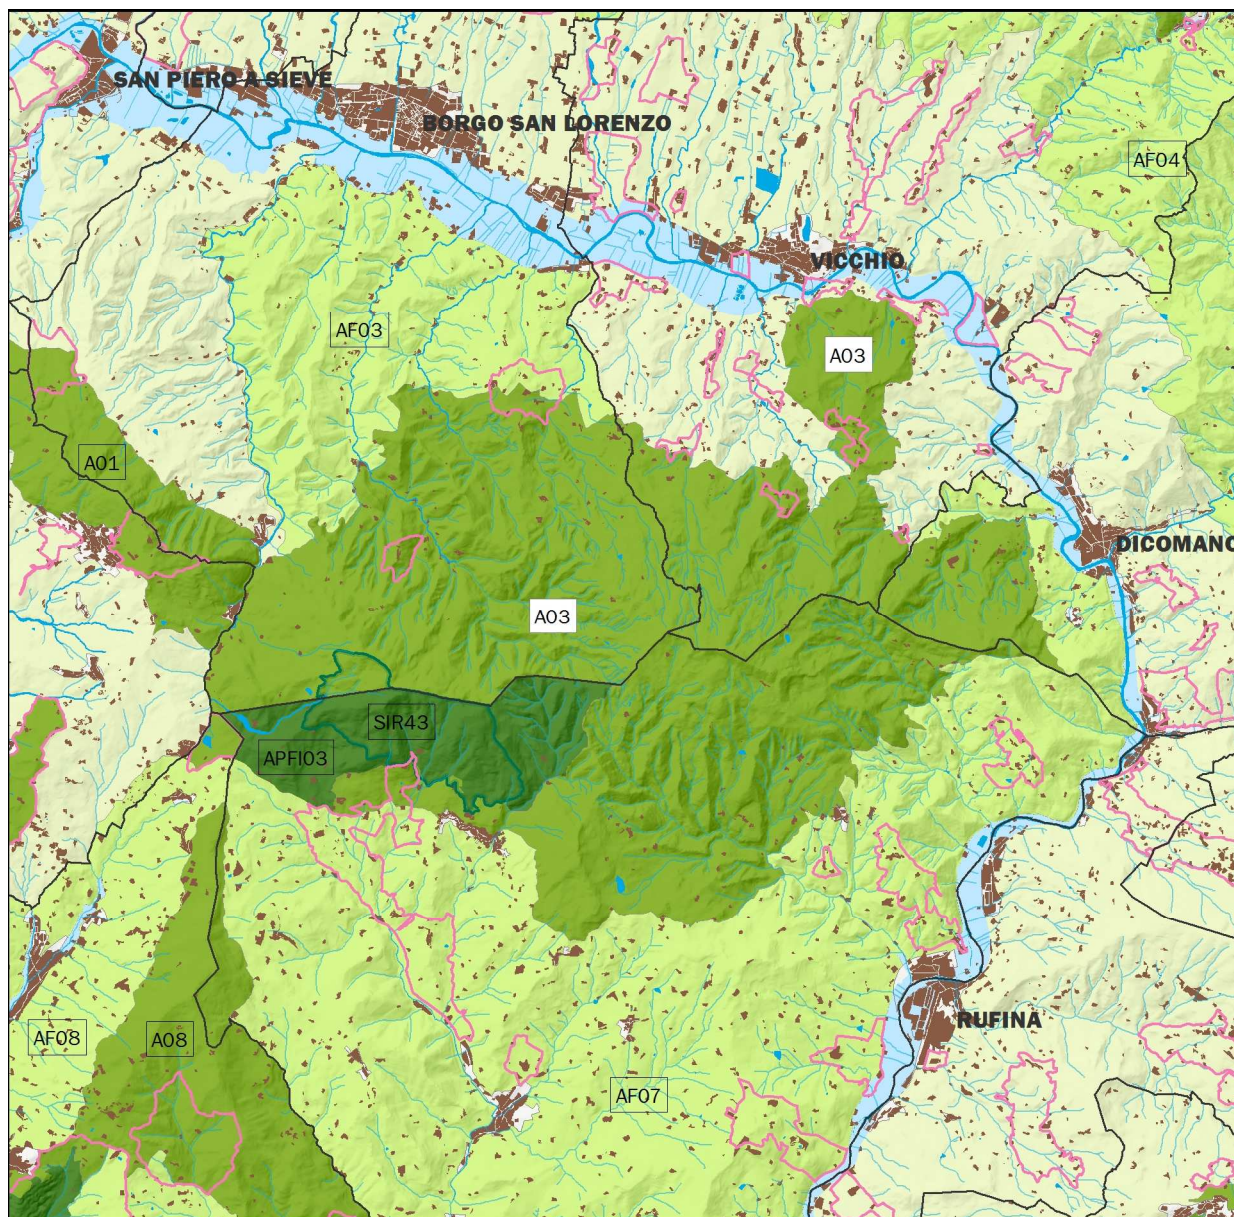 SAN PIERO A SIEVE
BORGO SAN LORENZO
AF04
VICCHIO
AF03
A03
A01
DICOMANO
A03
SIR43
APFI03
RUFINA
AF08
A08
AF07